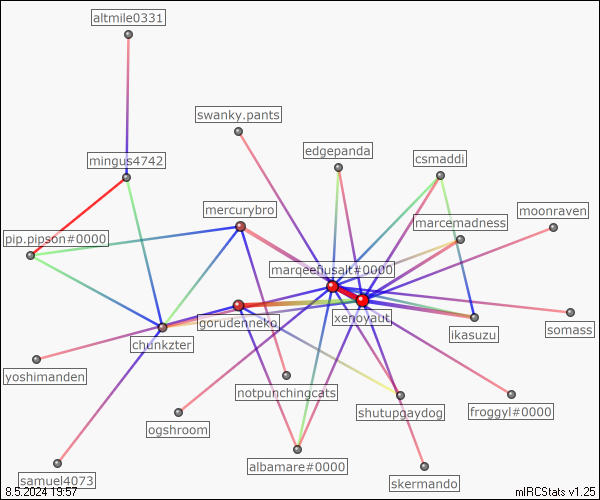 altmile0331
swanky.pants
edgepanda
csmaddi
mingus4742
mercurybro
moonraven
marcemadness
pip.pipson#0000
marqeeñusalt#0000
xenoyaut
gorudenneko
ikasuzu
somass
chunkzter
yoshimanden
notpunchingcats
shutupgaydog
froggyl#0000
ogshroom
albamare#0000
skermando
samuel4073
8.5.2024 19:57
mIRCStats v1.25